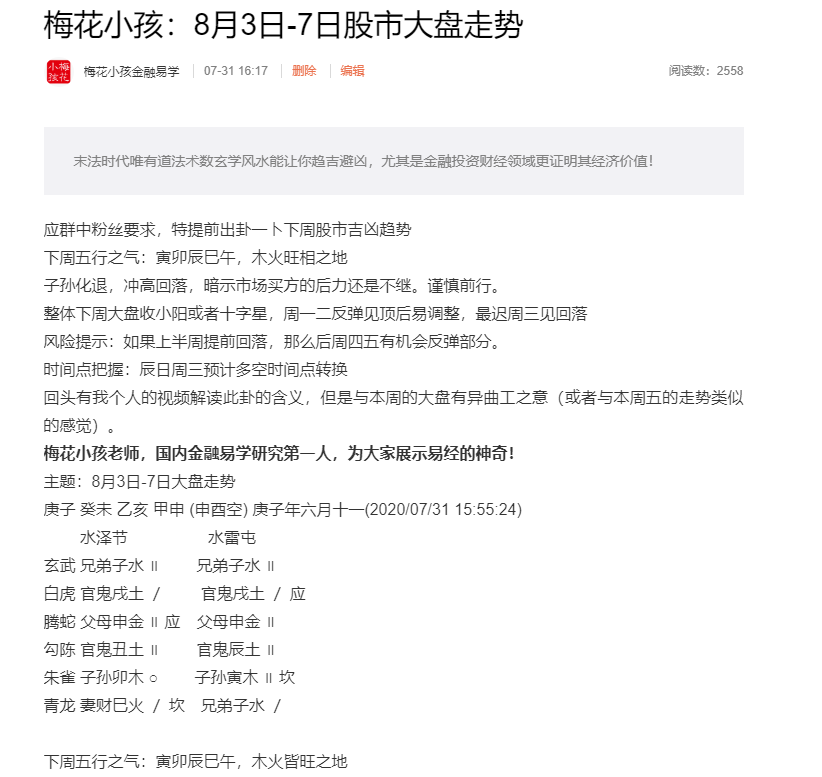 梅花小孩：8月3日-7日股市大盘走势
小梅
孩花
梅花小孩金融易学 07-31 16:17 删除 编辑 阅读数：2558
末法时代唯有道法术数玄学风水能让你趋吉避凶，尤其是金融投资财经领域更证明其经济价值！
应群中粉丝要求，特提前出卦一卜下周股市吉凶趋势
下周五行之气：寅卯辰巳午，木火旺相之地
子孙化退，冲高回落，暗示市场买方的后力还是不继。谨慎前行。
整体下周大盘收小阳或者十字星，周一二反弹见顶后易调整，最迟周三见回落
风险提示：如果上半周提前回落，那么后周四五有机会反弹部分。
时间点把握：辰日周三预计多空时间点转换
回头有我个人的视频解读此卦的含义，但是与本周的大盘有异曲工之意（或者与本周五的走势类似
的感觉）。
梅花小孩老师，国内金融易学研究第一人，为大家展示易经的神奇！
主题：8月3日-7日大盘走势
庚子 癸未 乙亥 甲申 (申酉空) 庚子年六月十一(2020/07/31 15:55:24)
水泽节 水雷屯
玄武 兄弟子水 〃 兄弟子水 〃
白虎 官鬼戌土 / 官鬼戌土 / 应
腾蛇 父母申金 〃 应 父母申金 〃
勾陈 官鬼丑土 〃 官鬼辰土 〃
朱雀 子孙卯木 ○ 子孙寅木 〃 坎
青龙 妻财巳火 / 坎 兄弟子水 /
下周五行之气：寅卯辰巳午，木火皆旺之地